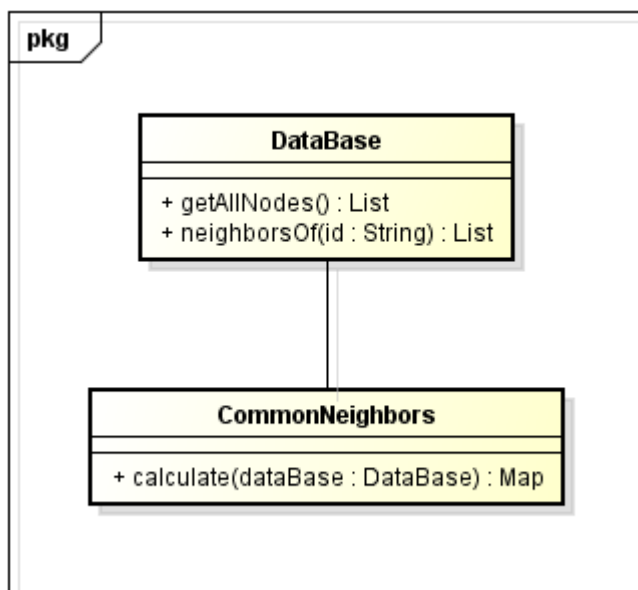 pkg
DataBase
+ getAllNodes() : List
+ neighborsOf(id : String) : List
CommonNeighbors
+ calculate(dataBase : DataBase) : Map